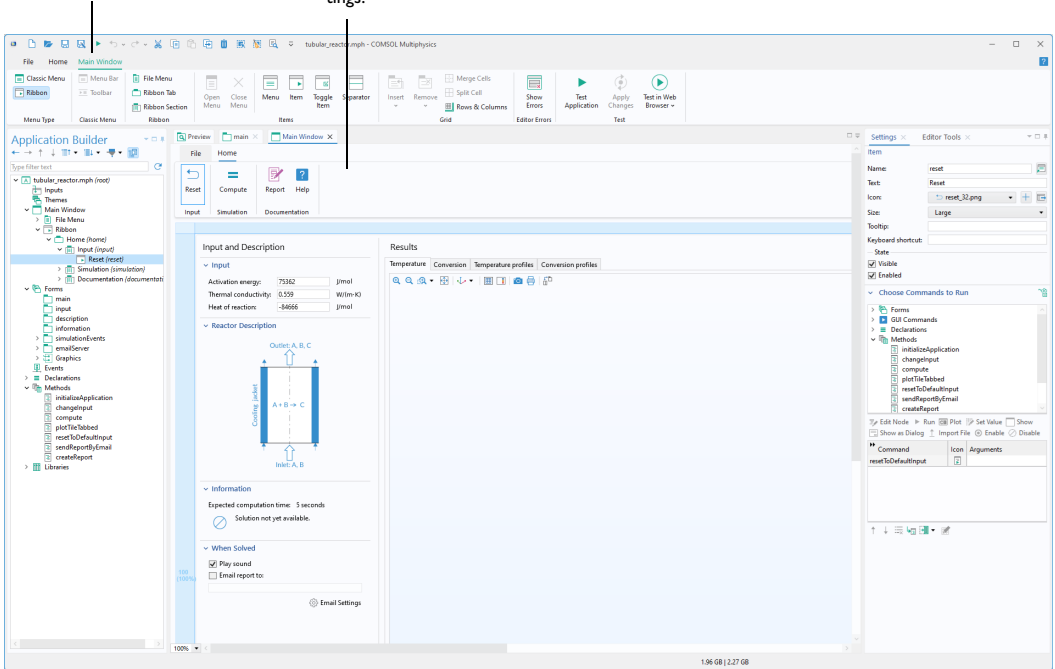 tings.
tubular_reactor.mph - COMSOL Multiphysics
File Home Main Window
Classic Menu Menu Bar File Menu
Ribbon Toolbar Ribbon Tab
Ribbon Section
Open Menu Close Menu Menu Item Toggle Item Separator
Insert Remove Merge Cells
Split Cell
Rows & Columns
Show Errors Test Application Apply Changes Test in Web Browser
Menu Type Classic Menu Ribbon Items Grid Editor Errors Test
Application Builder
Type filter text
tubular_reactor.mph (root)
Inputs
Themes
Main Window
File Menu
Ribbon
Home (home)
Input (input)
Reset (reset)
Simulation (simulation)
Documentation (documentati
Forms
main
input
description
information
simulationEvents
emailServer
Graphics
Events
Declarations
Methods
initializeApplication
changeInput
compute
plotTileTabbed
resetToDefaultInput
sendReportByEmail
createReport
Libraries
Preview main Main Window
File Home
Reset Compute Report Help
Input Simulation Documentation
Input and Description
Input
Activation energy: 75362 J/mol
Thermal conductivity: 0.559 W/(m·K)
Heat of reaction: -84666 J/mol
Reactor Description
Outlet: A, B, C
Cooling jacket
A + B → C
Inlet: A, B
Information
Expected computation time: 5 seconds
Solution not yet available.
When Solved
Play sound
Email report to:
Email Settings
100
(100%)
100%
Results
Temperature Conversion Temperature profiles Conversion profiles
Settings Editor Tools
Item
Name: reset
Text: Reset
Icon: reset_32.png
Size: Large
Tooltip:
Keyboard shortcut:
State
Visible
Enabled
Choose Commands to Run
Forms
GUI Commands
Declarations
Methods
initializeApplication
changeInput
compute
plotTileTabbed
resetToDefaultInput
sendReportByEmail
createReport
Edit Node Run Plot Set Value Show
Show as Dialog Import File Enable Disable
Command Icon Arguments
resetToDefaultInput
1.96 GB | 2.27 GB